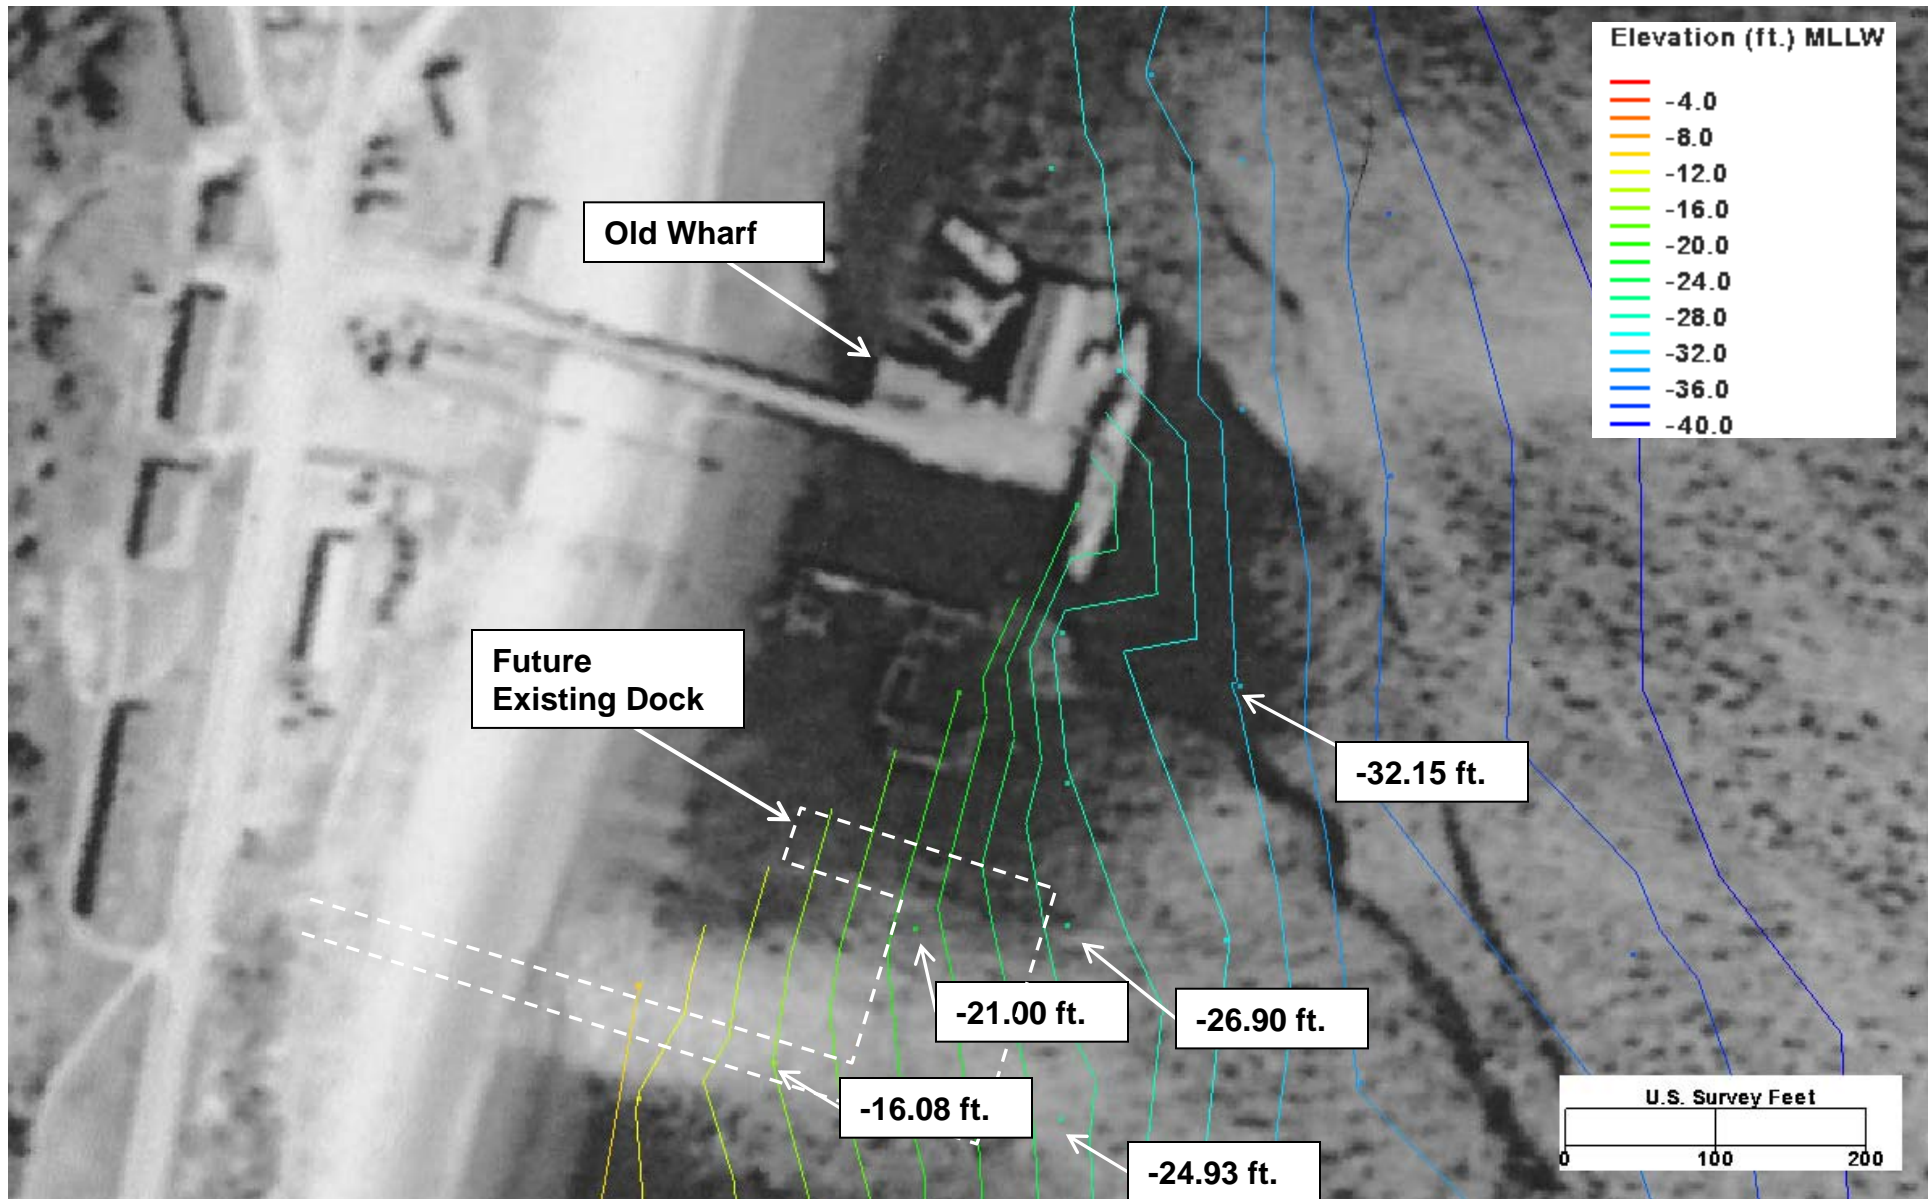 Elevation (ft.) MLLW
-4.0
-8.0
-12.0
-16.0
-20.0
-24.0
-28.0
-32.0
-36.0
-40.0
Old Wharf
Future
Existing Dock
-32.15 ft.
-21.00 ft.
-26.90 ft.
-16.08 ft.
-24.93 ft.
U.S. Survey Feet
0 100 200